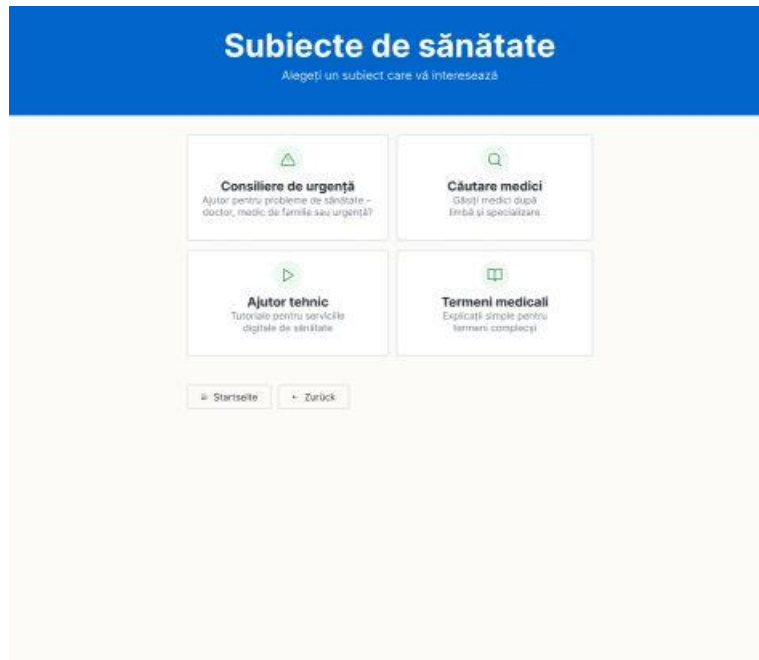 Subiecte de sănătate
Alegeți un subiect care vă interesează
Consiliere de urgență
Ajutor pentru probleme de sănătate –
doctor, medic de familie sau urgență?
Căutare medici
Găsiți medici după
limbă și specializare
Ajutor tehnic
Tutoriale pentru serviciile
digitale de sănătate
Termeni medicali
Explicații simple pentru
termeni complecși
Startseite
Zurück